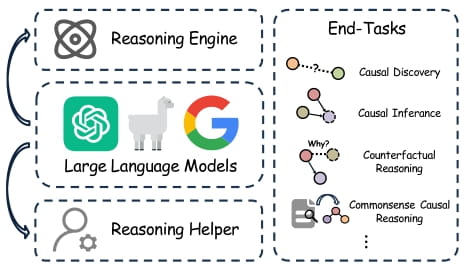 Reasoning Engine
Large Language Models
Reasoning Helper
End-Tasks
?
Causal Discovery
Causal Inferance
Why?
Counterfactual
Reasoning
Commonsense Causal
Reasoning
⋮